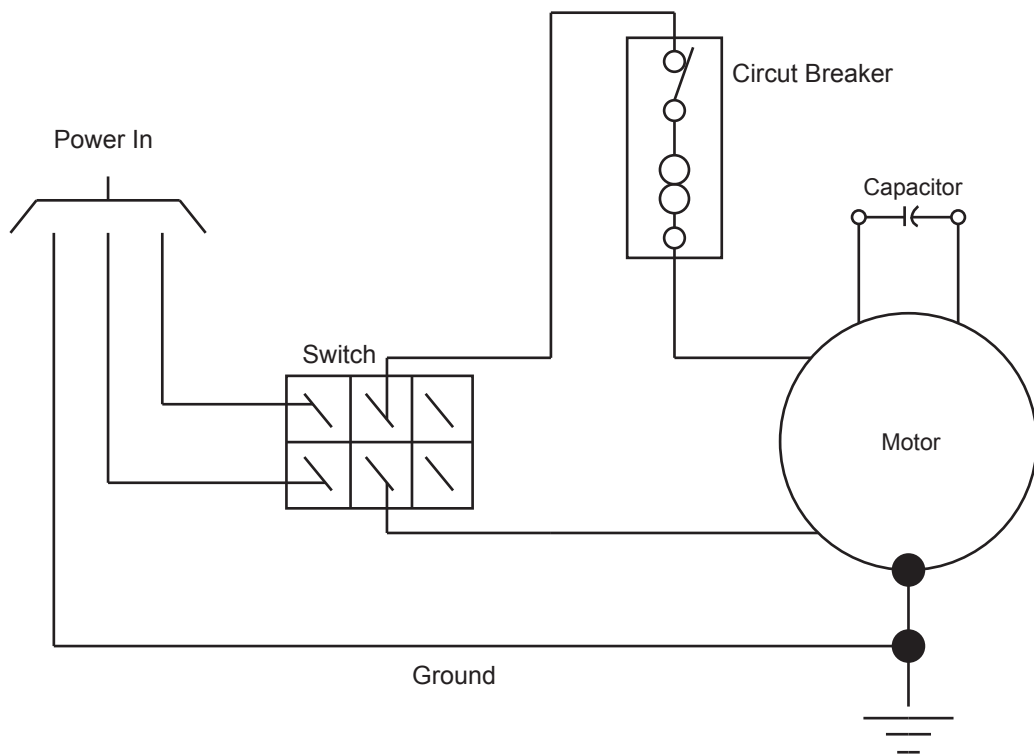 Circut Breaker
Power In
Capacitor
Switch
Motor
Ground